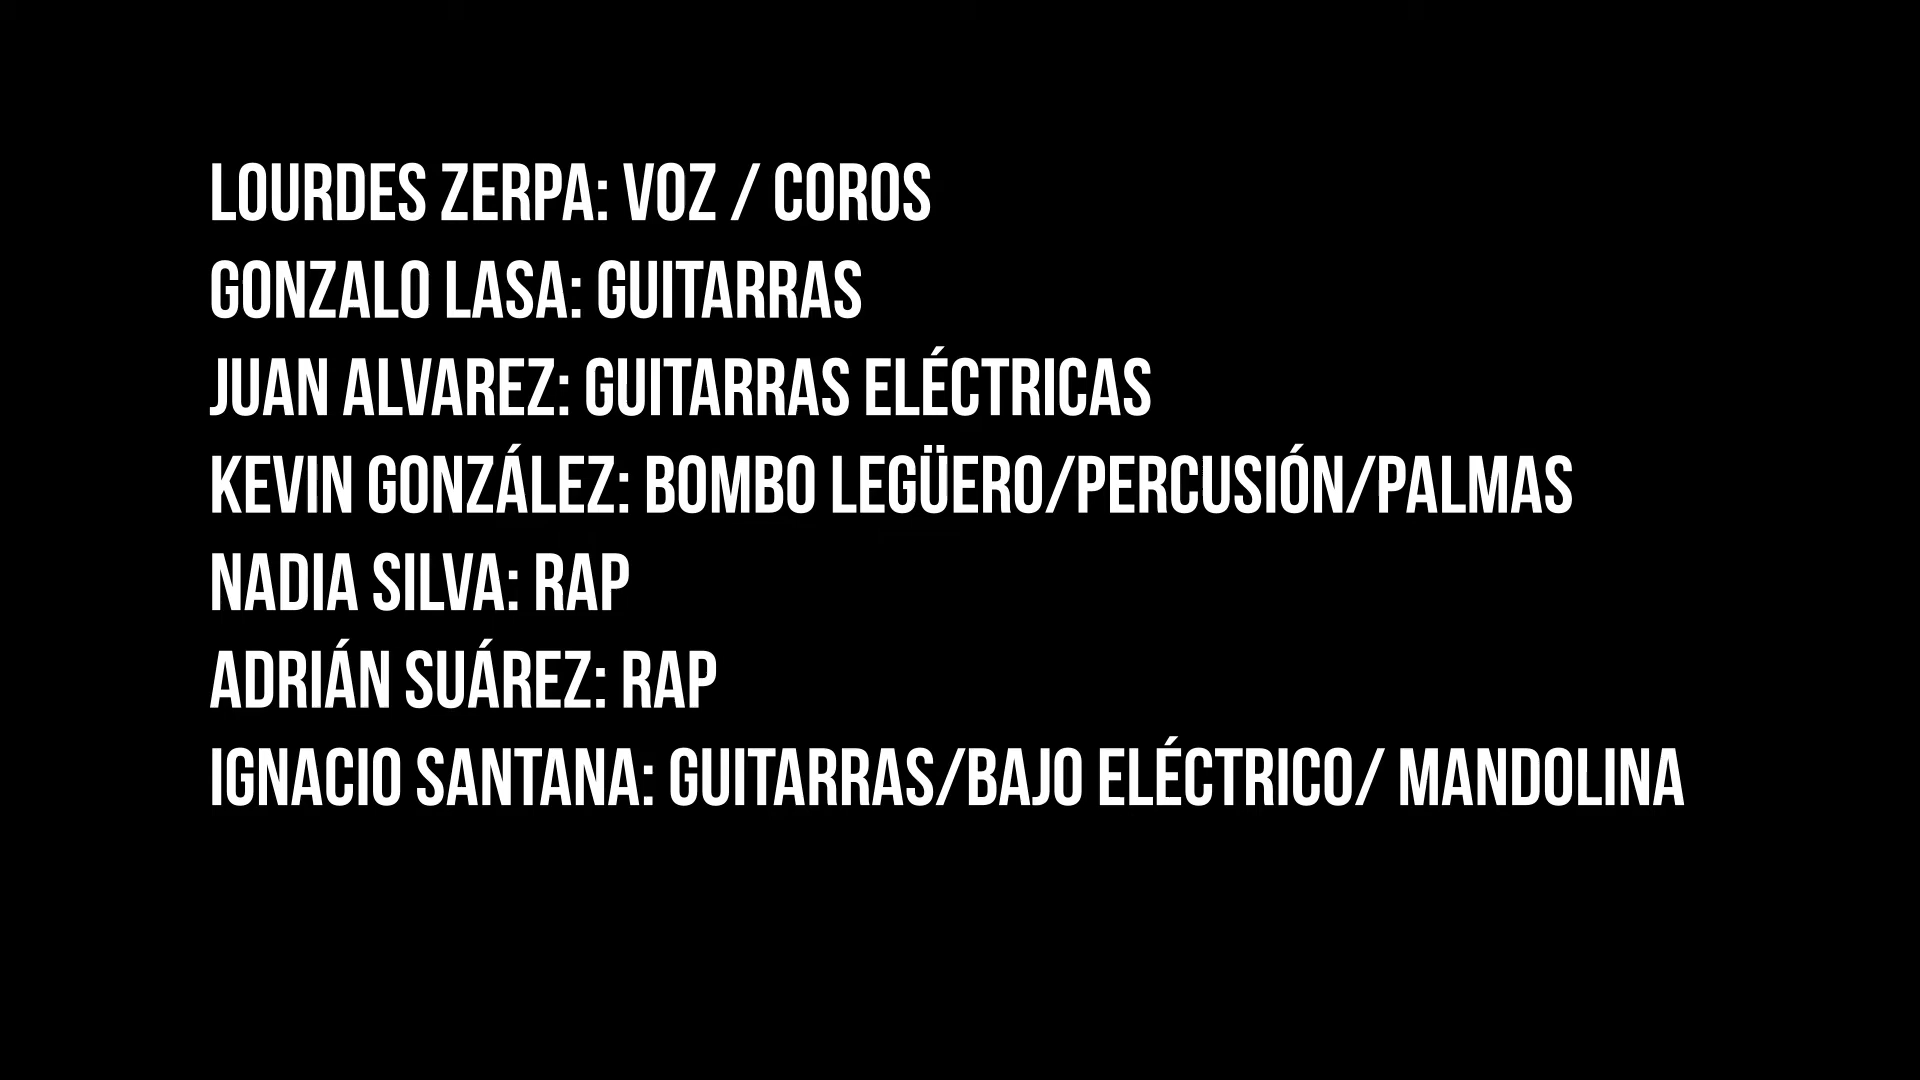 LOURDES ZERPA: VOZ / COROS
GONZALO LASA: GUITARRAS
JUAN ALVAREZ: GUITARRAS ELÉCTRICAS
KEVIN GONZÁLEZ: BOMBO LEGÜERO/PERCUSIÓN/PALMAS
NADIA SILVA: RAP
ADRIÁN SUÁREZ: RAP
IGNACIO SANTANA: GUITARRAS/BAJO ELÉCTRICO/ MANDOLINA